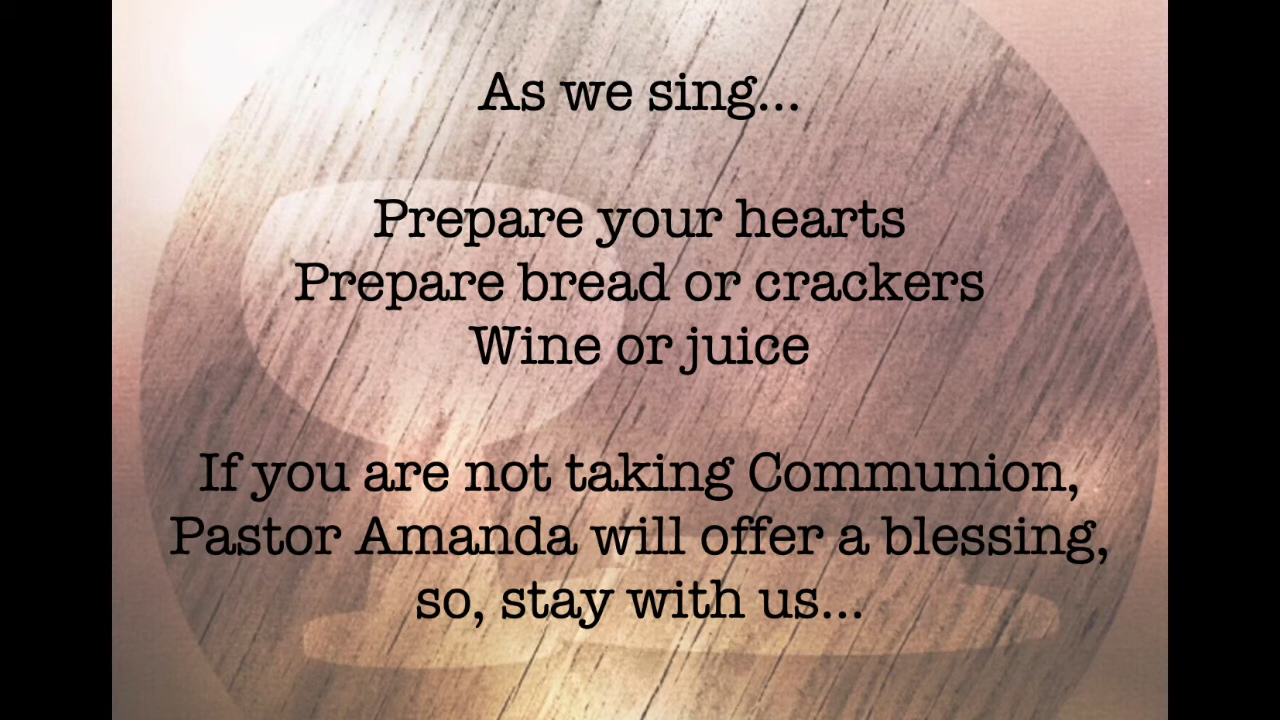 As we sing...
Prepare your hearts
Prepare bread or crackers
Wine or juice
If you are not taking Communion,
Pastor Amanda will offer a blessing,
so, stay with us...